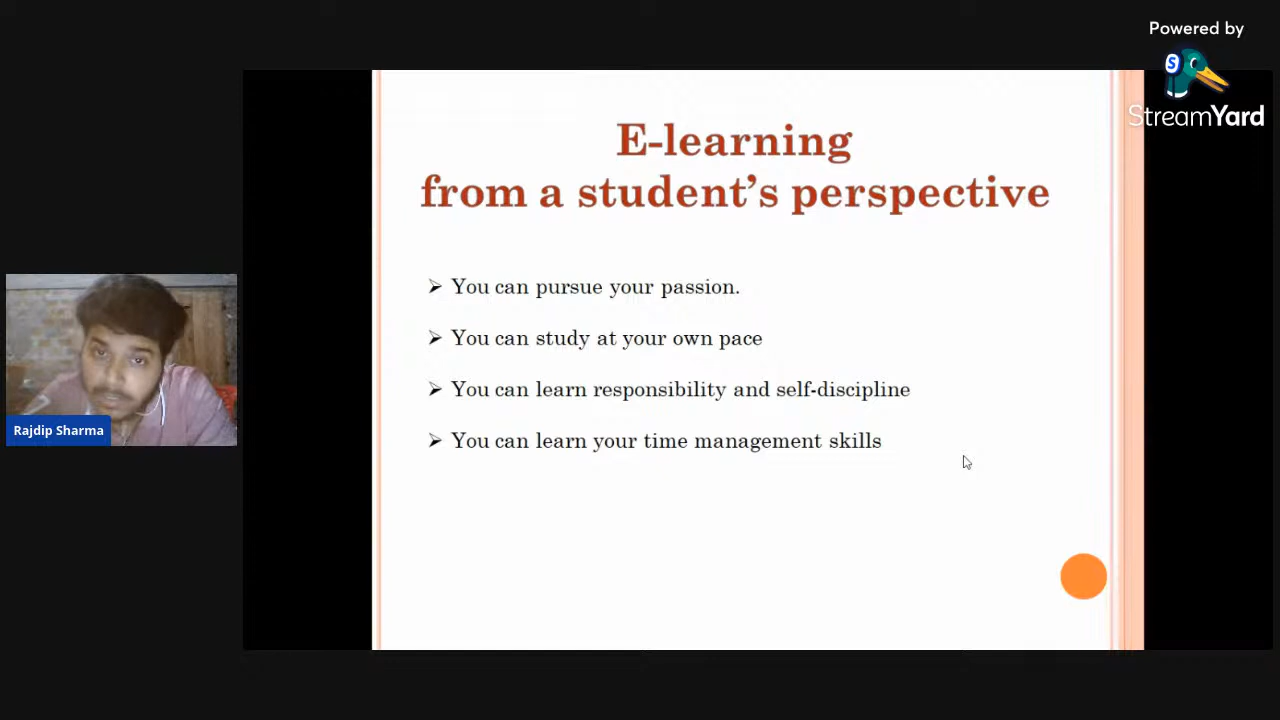 Powered by
S
StreamYard
E-learning
from a student’s perspective
➢ You can pursue your passion.
➢ You can study at your own pace
➢ You can learn responsibility and self-discipline
➢ You can learn your time management skills
Rajdip Sharma